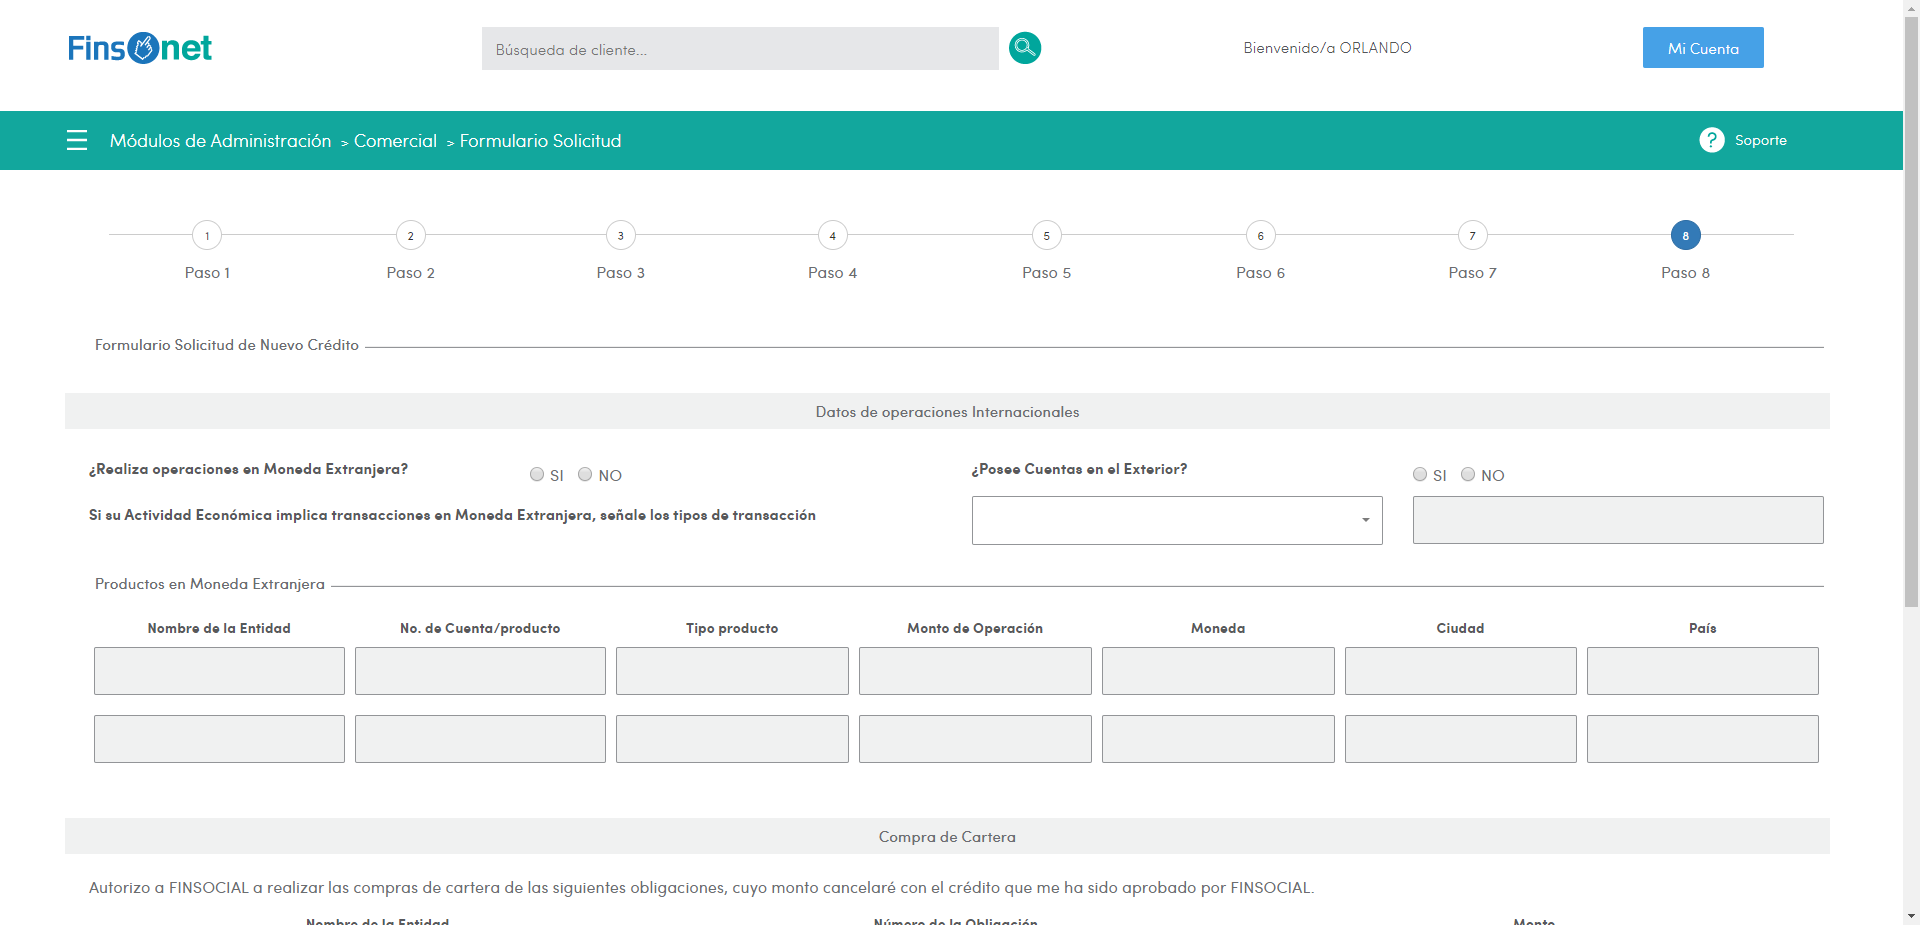 Finsonet
Búsqueda de cliente...
Bienvenido/a ORLANDO
Mi Cuenta
Módulos de Administración > Comercial > Formulario Solicitud
? Soporte
1 2 3 4 5 6 7 8
Paso 1 Paso 2 Paso 3 Paso 4 Paso 5 Paso 6 Paso 7 Paso 8
Formulario Solicitud de Nuevo Crédito
Datos de operaciones Internacionales
¿Realiza operaciones en Moneda Extranjera? SI NO ¿Posee Cuentas en el Exterior? SI NO
Si su Actividad Económica implica transacciones en Moneda Extranjera, señale los tipos de transacción
Productos en Moneda Extranjera
Nombre de la Entidad No. de Cuenta/producto Tipo producto Monto de Operación Moneda Ciudad País
Compra de Cartera
Autorizo a FINSOCIAL a realizar las compras de cartera de las siguientes obligaciones, cuyo monto cancelaré con el crédito que me ha sido aprobado por FINSOCIAL.
Nombre de la Entidad Número de la Obligación Monto